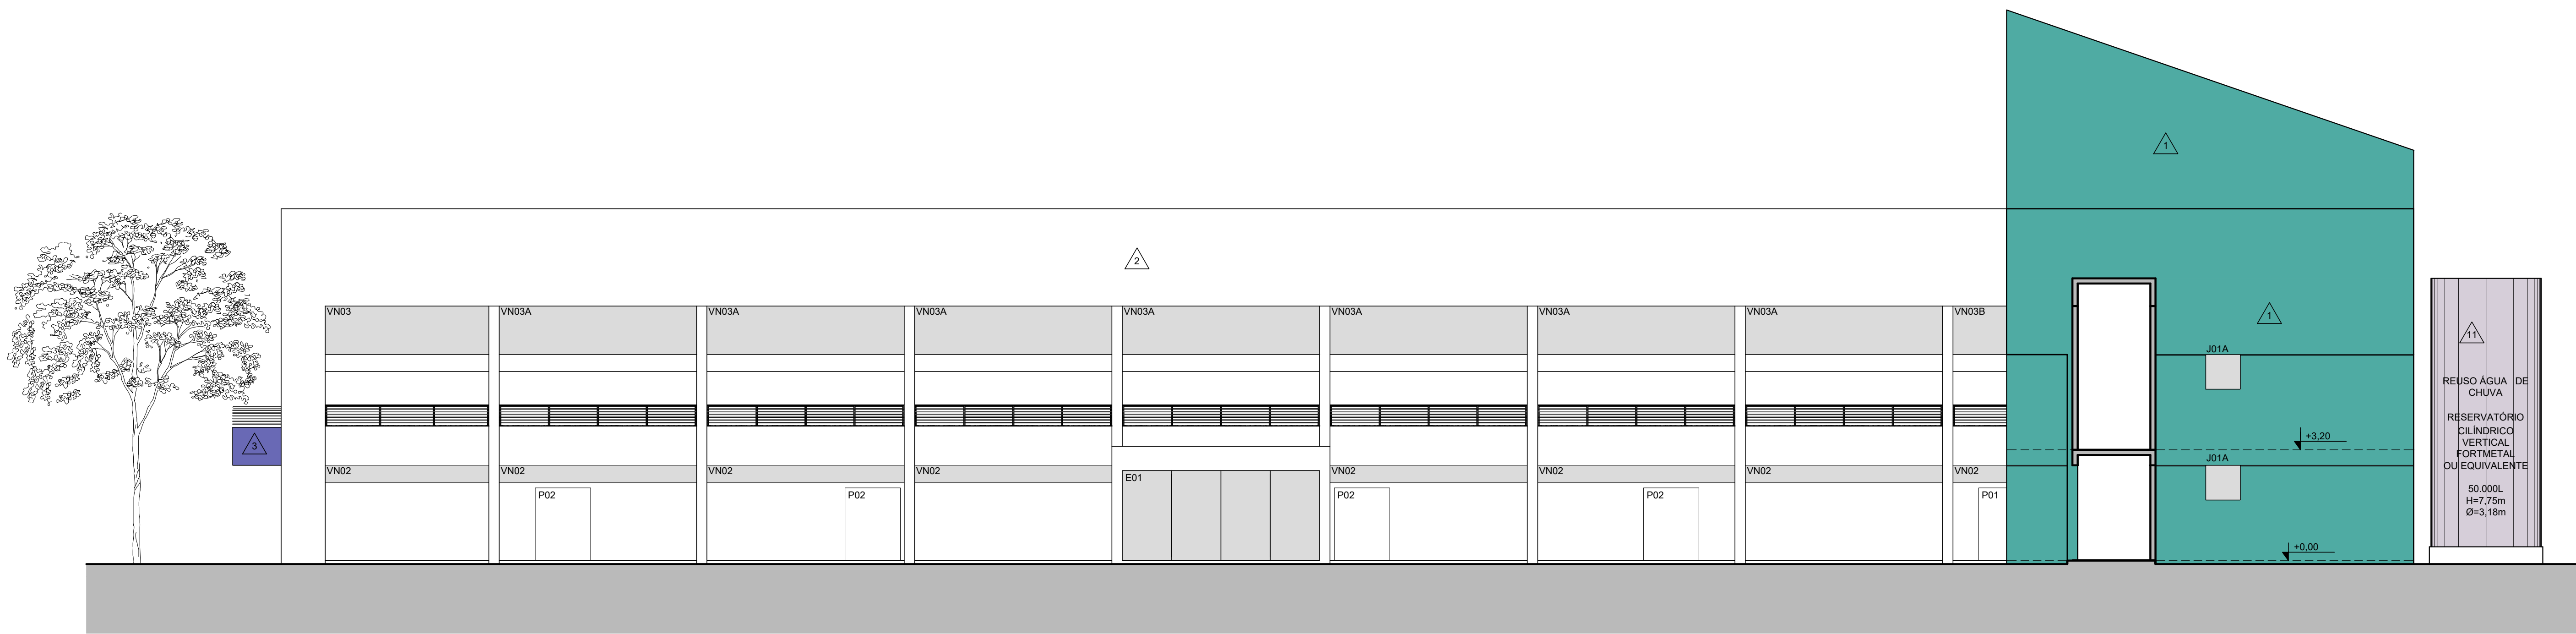 1
2
1
VN03
VN03A
VN03A
VN03A
VN03A
VN03A
VN03A
VN03A
VN03B
11
J01A
REUSO ÁGUA DE
CHUVA
RESERVATÓRIO
CILÍNDRICO
VERTICAL
FORTMETAL
OU EQUIVALENTE
50.000L
H=7,75m
Ø=3,18m
3
+3,20
J01A
VN02
VN02
VN02
VN02
E01
VN02
VN02
VN02
VN02
P02
P02
P02
P02
P01
+0,00